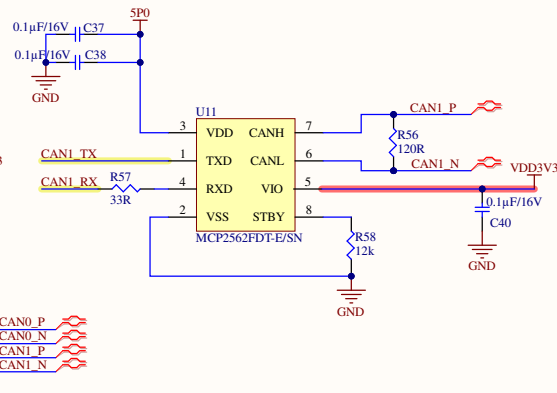 5P0
0.1µF/16V C37
0.1µF/16V C38
GND
U11
3 VDD CANH 7
CAN1_TX 1 TXD CANL 6
CAN1_RX R57 33R 4 RXD VIO 5
2 VSS STBY 8
MCP2562FDT-E/SN
CAN1_P
R56
120R
CAN1_N
VDD3V3
0.1µF/16V
C40
GND
R58
12k
GND
CAN0_P
CAN0_N
CAN1_P
CAN1_N